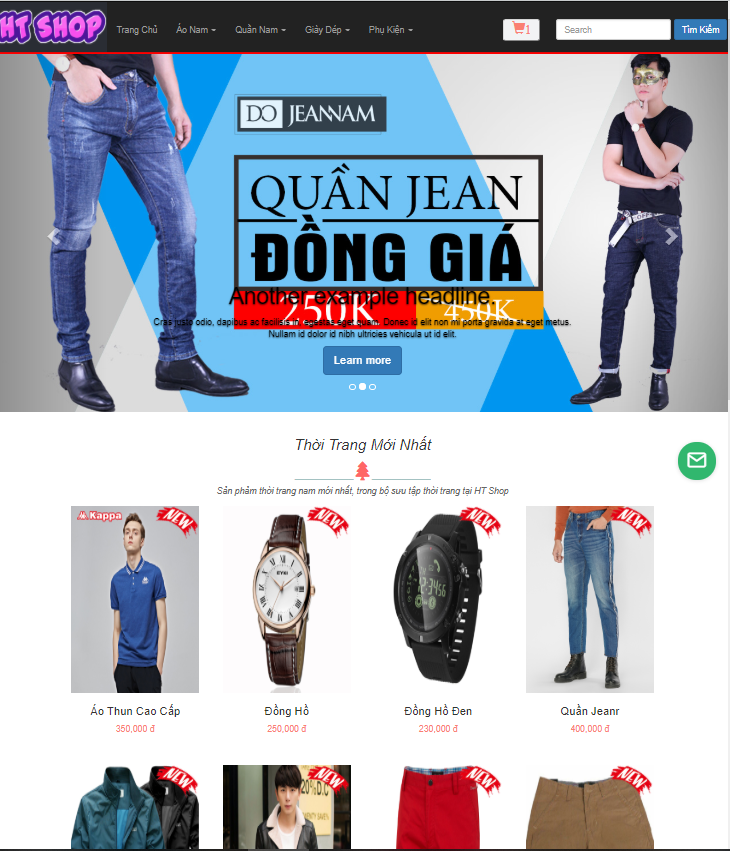 HT SHOP
Trang Chủ Áo Nam Quần Nam Giày Dép Phụ Kiện 1 Search Tìm Kiếm
DO JEANNAM
QUẦN JEAN
ĐỒNG GIÁ
250K 450K
Another example headline.
Cras justo odio, dapibus ac facilisis in, egestas eget quam. Donec id elit non mi porta gravida at eget metus.
Nullam id dolor id nibh ultricies vehicula ut id elit.
Learn more
Thời Trang Mới Nhất
Sản phẩm thời trang nam mới nhất, trong bộ sưu tập thời trang tại HT Shop
Kappa NEW NEW NEW NEW
Áo Thun Cao Cấp Đồng Hồ Đồng Hồ Đen Quần Jeanr
350,000 đ 250,000 đ 230,000 đ 400,000 đ
NEW NEW NEW NEW
20% D.C